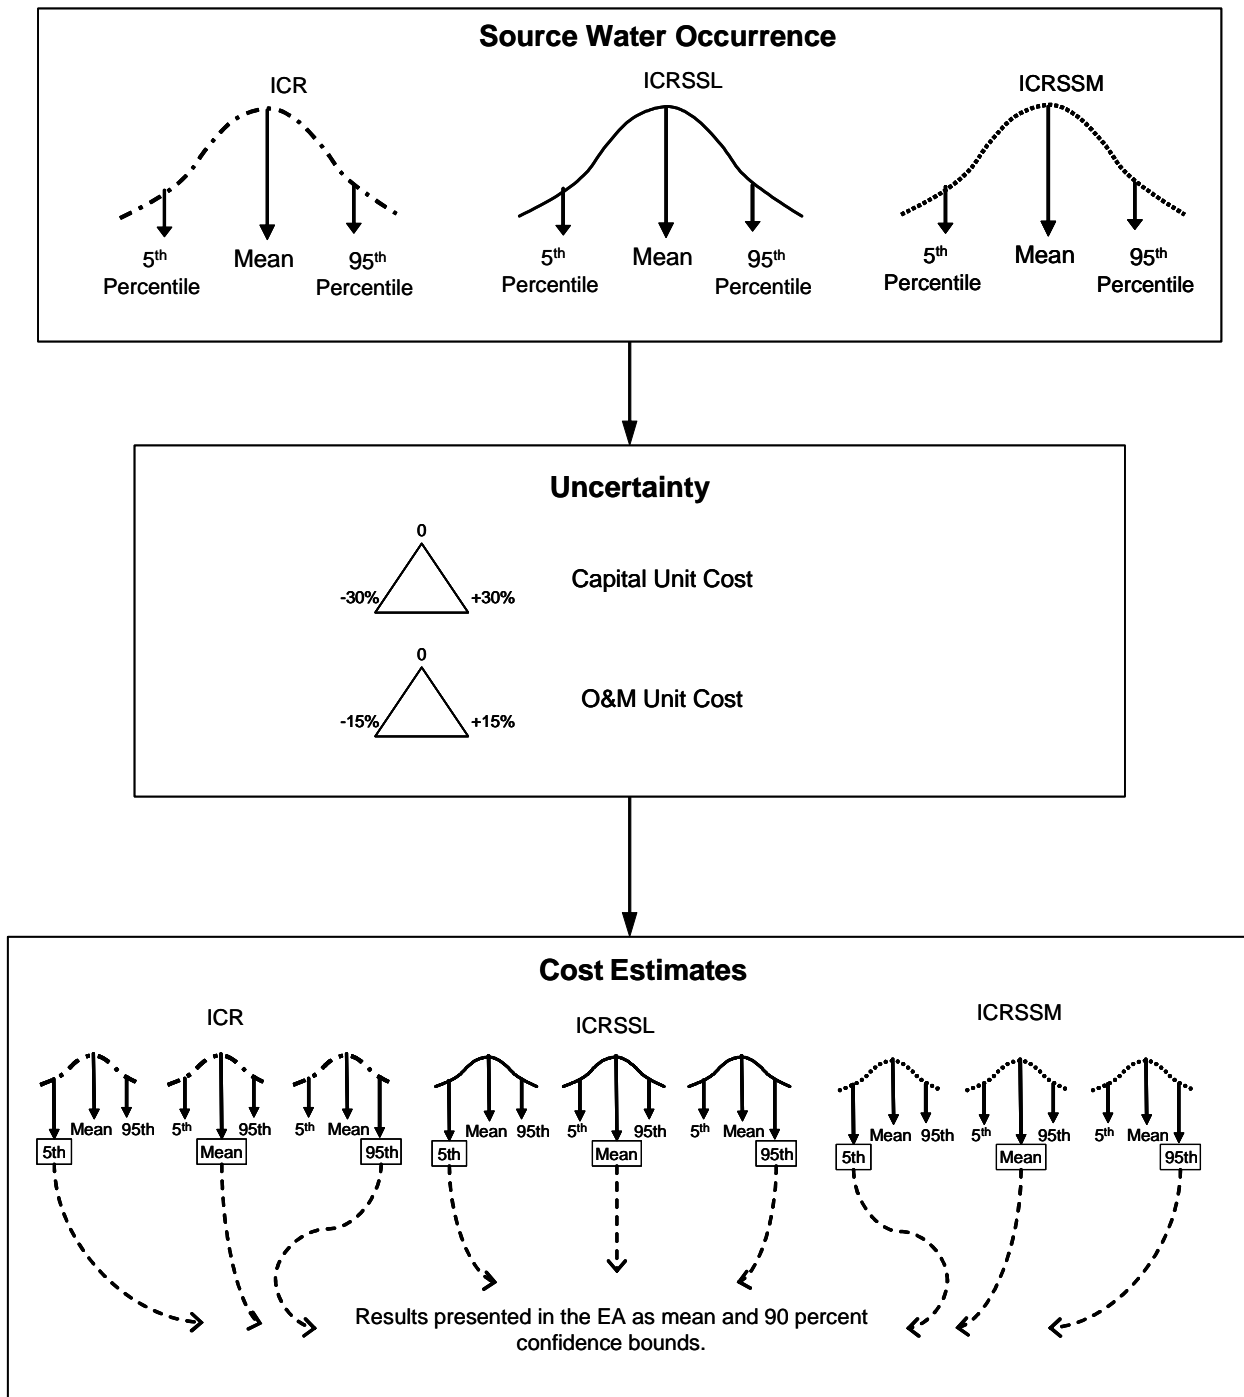 Source Water Occurrence
ICR
ICRSSL
ICRSSM
5th
Percentile
Mean
95th
Percentile
5th
Percentile
Mean
95th
Percentile
5th
Percentile
Mean
95th
Percentile
Uncertainty
0
-30%
+30%
Capital Unit Cost
0
-15%
+15%
O&M Unit Cost
Cost Estimates
ICR
ICRSSL
ICRSSM
5th
Mean
95th
5th
Mean
95th
5th
Mean
95th
5th
Mean
95th
5th
Mean
95th
5th
Mean
95th
5th
Mean
95th
5th
Mean
95th
5th
Mean
95th
Results presented in the EA as mean and 90 percent
confidence bounds.